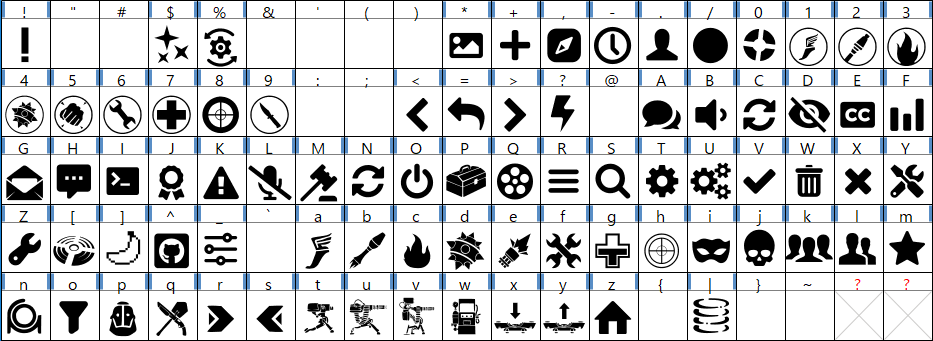 ! " # $ % & ' ( ) * + , - . / 0 1 2 3
4 5 6 7 8 9 : ; < = > ? @ A B C D E F
CC
G H I J K L M N O P Q R S T U V W X Y
Z [ ] ^ _ ` a b c d e f g h i j k l m
n o p q r s t u v w x y z { | } ~ ? ?